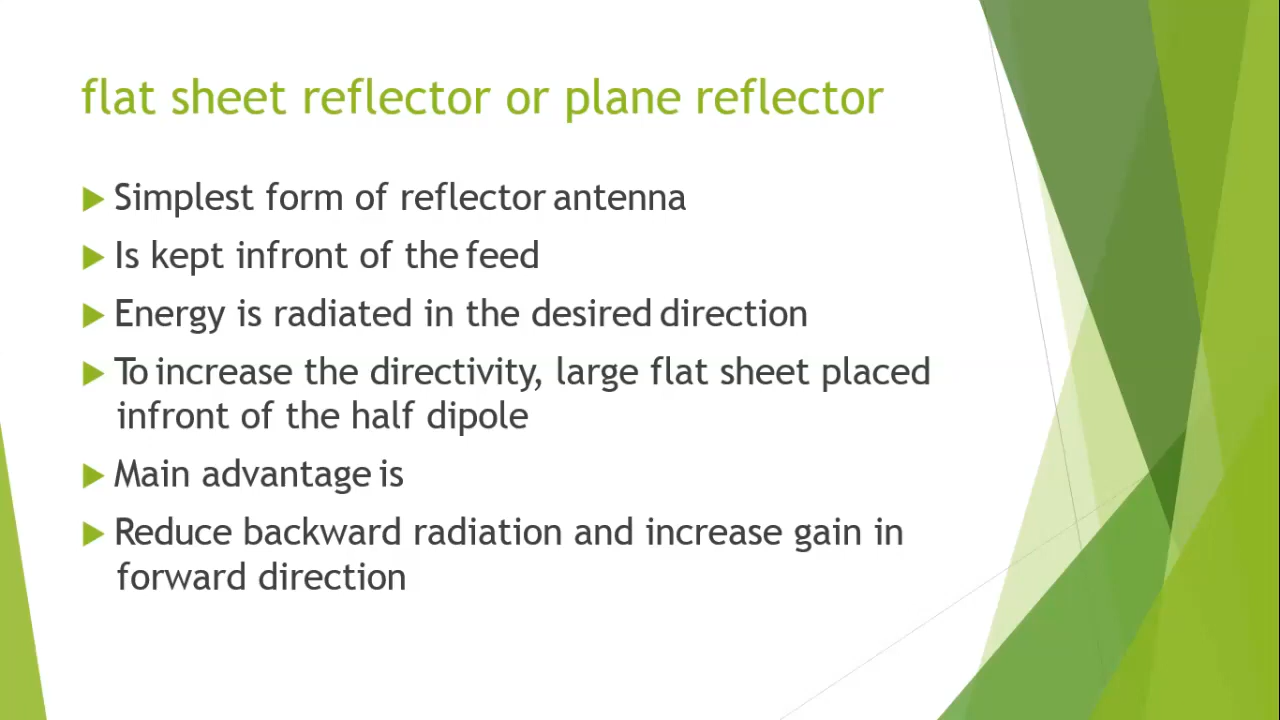 flat sheet reflector or plane reflector
Simplest form of reflector antenna
Is kept infront of the feed
Energy is radiated in the desired direction
To increase the directivity, large flat sheet placed
infront of the half dipole
Main advantage is
Reduce backward radiation and increase gain in
forward direction